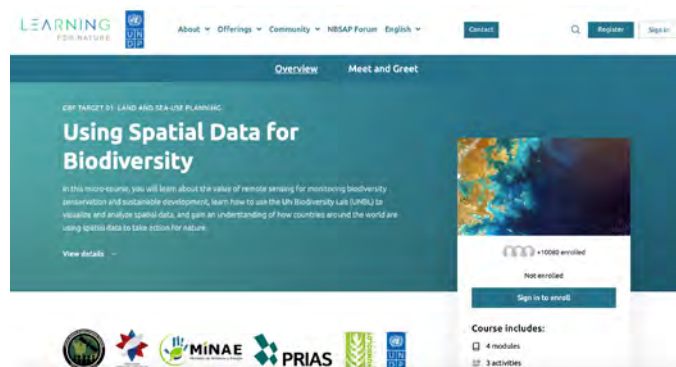 LEARNING
FOR NATURE
U N
D P
About Offerings Community NBSAP Forum English
Contact
Register
Sign in
Overview Meet and Greet
GBF TARGET 01: LAND AND SEA-USE PLANNING
Using Spatial Data for
Biodiversity
In this micro-course, you will learn about the value of remote sensing for monitoring biodiversity
conservation and sustainable development, learn how to use the UN Biodiversity Lab (UNBL) to
visualize and analyze spatial data, and gain an understanding of how countries around the world are
using spatial data to take action for nature.
View details
+10080 enrolled
Not enrolled
Sign in to enroll
Course includes:
4 modules
3 activities
MiNAE
PRIAS
HUMBOLDT
U N
D P